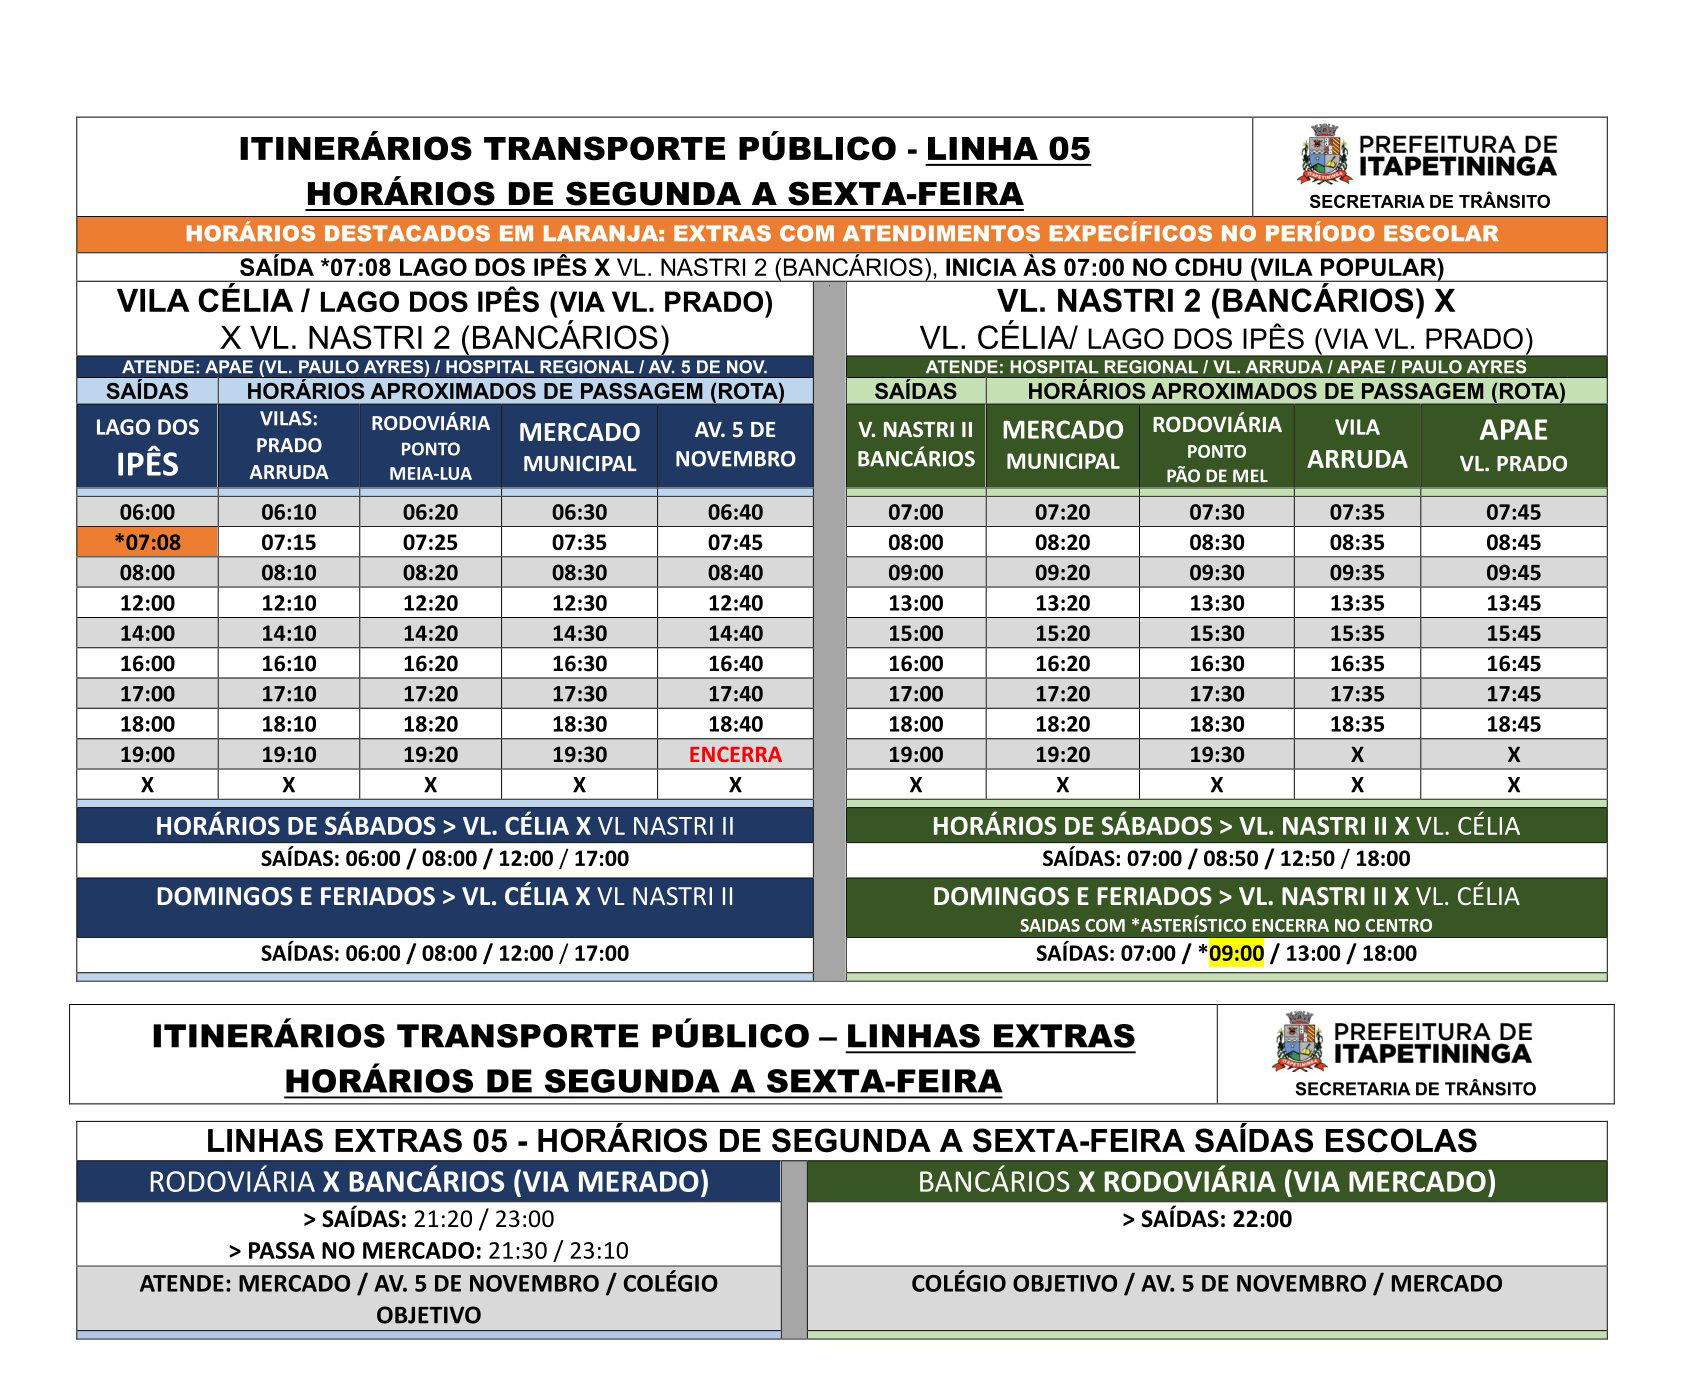 ITINERÁRIOS TRANSPORTE PÚBLICO - LINHA 05
HORÁRIOS DE SEGUNDA A SEXTA-FEIRA
PREFEITURA DE
ITAPETININGA
SECRETARIA DE TRÂNSITO
HORÁRIOS DESTACADOS EM LARANJA: EXTRAS COM ATENDIMENTOS EXPECÍFICOS NO PERÍODO ESCOLAR
SAÍDA *07:08 LAGO DOS IPÊS X VL. NASTRI 2 (BANCÁRIOS), INICIA ÀS 07:00 NO CDHU (VILA POPULAR)
VILA CÉLIA / LAGO DOS IPÊS (VIA VL. PRADO)
X VL. NASTRI 2 (BANCÁRIOS)
ATENDE: APAE (VL. PAULO AYRES) / HOSPITAL REGIONAL / AV. 5 DE NOV.
SAÍDAS HORÁRIOS APROXIMADOS DE PASSAGEM (ROTA)
LAGO DOS IPÊS VILAS: PRADO ARRUDA RODOVIÁRIA PONTO MEIA-LUA MERCADO MUNICIPAL AV. 5 DE NOVEMBRO
06:00 06:10 06:20 06:30 06:40
*07:08 07:15 07:25 07:35 07:45
08:00 08:10 08:20 08:30 08:40
12:00 12:10 12:20 12:30 12:40
14:00 14:10 14:20 14:30 14:40
16:00 16:10 16:20 16:30 16:40
17:00 17:10 17:20 17:30 17:40
18:00 18:10 18:20 18:30 18:40
19:00 19:10 19:20 19:30 ENCERRA
X X X X X
HORÁRIOS DE SÁBADOS > VL. CÉLIA X VL NASTRI II
SAÍDAS: 06:00 / 08:00 / 12:00 / 17:00
DOMINGOS E FERIADOS > VL. CÉLIA X VL NASTRI II
SAÍDAS: 06:00 / 08:00 / 12:00 / 17:00
VL. NASTRI 2 (BANCÁRIOS) X
VL. CÉLIA/ LAGO DOS IPÊS (VIA VL. PRADO)
ATENDE: HOSPITAL REGIONAL / VL. ARRUDA / APAE / PAULO AYRES
SAÍDAS HORÁRIOS APROXIMADOS DE PASSAGEM (ROTA)
V. NASTRI II BANCÁRIOS MERCADO MUNICIPAL RODOVIÁRIA PONTO PÃO DE MEL VILA ARRUDA APAE VL. PRADO
07:00 07:20 07:30 07:35 07:45
08:00 08:20 08:30 08:35 08:45
09:00 09:20 09:30 09:35 09:45
13:00 13:20 13:30 13:35 13:45
15:00 15:20 15:30 15:35 15:45
16:00 16:20 16:30 16:35 16:45
17:00 17:20 17:30 17:35 17:45
18:00 18:20 18:30 18:35 18:45
19:00 19:20 19:30 X X
X X X X X
HORÁRIOS DE SÁBADOS > VL. NASTRI II X VL. CÉLIA
SAÍDAS: 07:00 / 08:50 / 12:50 / 18:00
DOMINGOS E FERIADOS > VL. NASTRI II X VL. CÉLIA
SAIDAS COM *ASTERÍSTICO ENCERRA NO CENTRO
SAÍDAS: 07:00 / *09:00 / 13:00 / 18:00
ITINERÁRIOS TRANSPORTE PÚBLICO – LINHAS EXTRAS
HORÁRIOS DE SEGUNDA A SEXTA-FEIRA
PREFEITURA DE
ITAPETININGA
SECRETARIA DE TRÂNSITO
LINHAS EXTRAS 05 - HORÁRIOS DE SEGUNDA A SEXTA-FEIRA SAÍDAS ESCOLAS
RODOVIÁRIA X BANCÁRIOS (VIA MERADO)
> SAÍDAS: 21:20 / 23:00
> PASSA NO MERCADO: 21:30 / 23:10
ATENDE: MERCADO / AV. 5 DE NOVEMBRO / COLÉGIO
OBJETIVO
BANCÁRIOS X RODOVIÁRIA (VIA MERCADO)
> SAÍDAS: 22:00
COLÉGIO OBJETIVO / AV. 5 DE NOVEMBRO / MERCADO